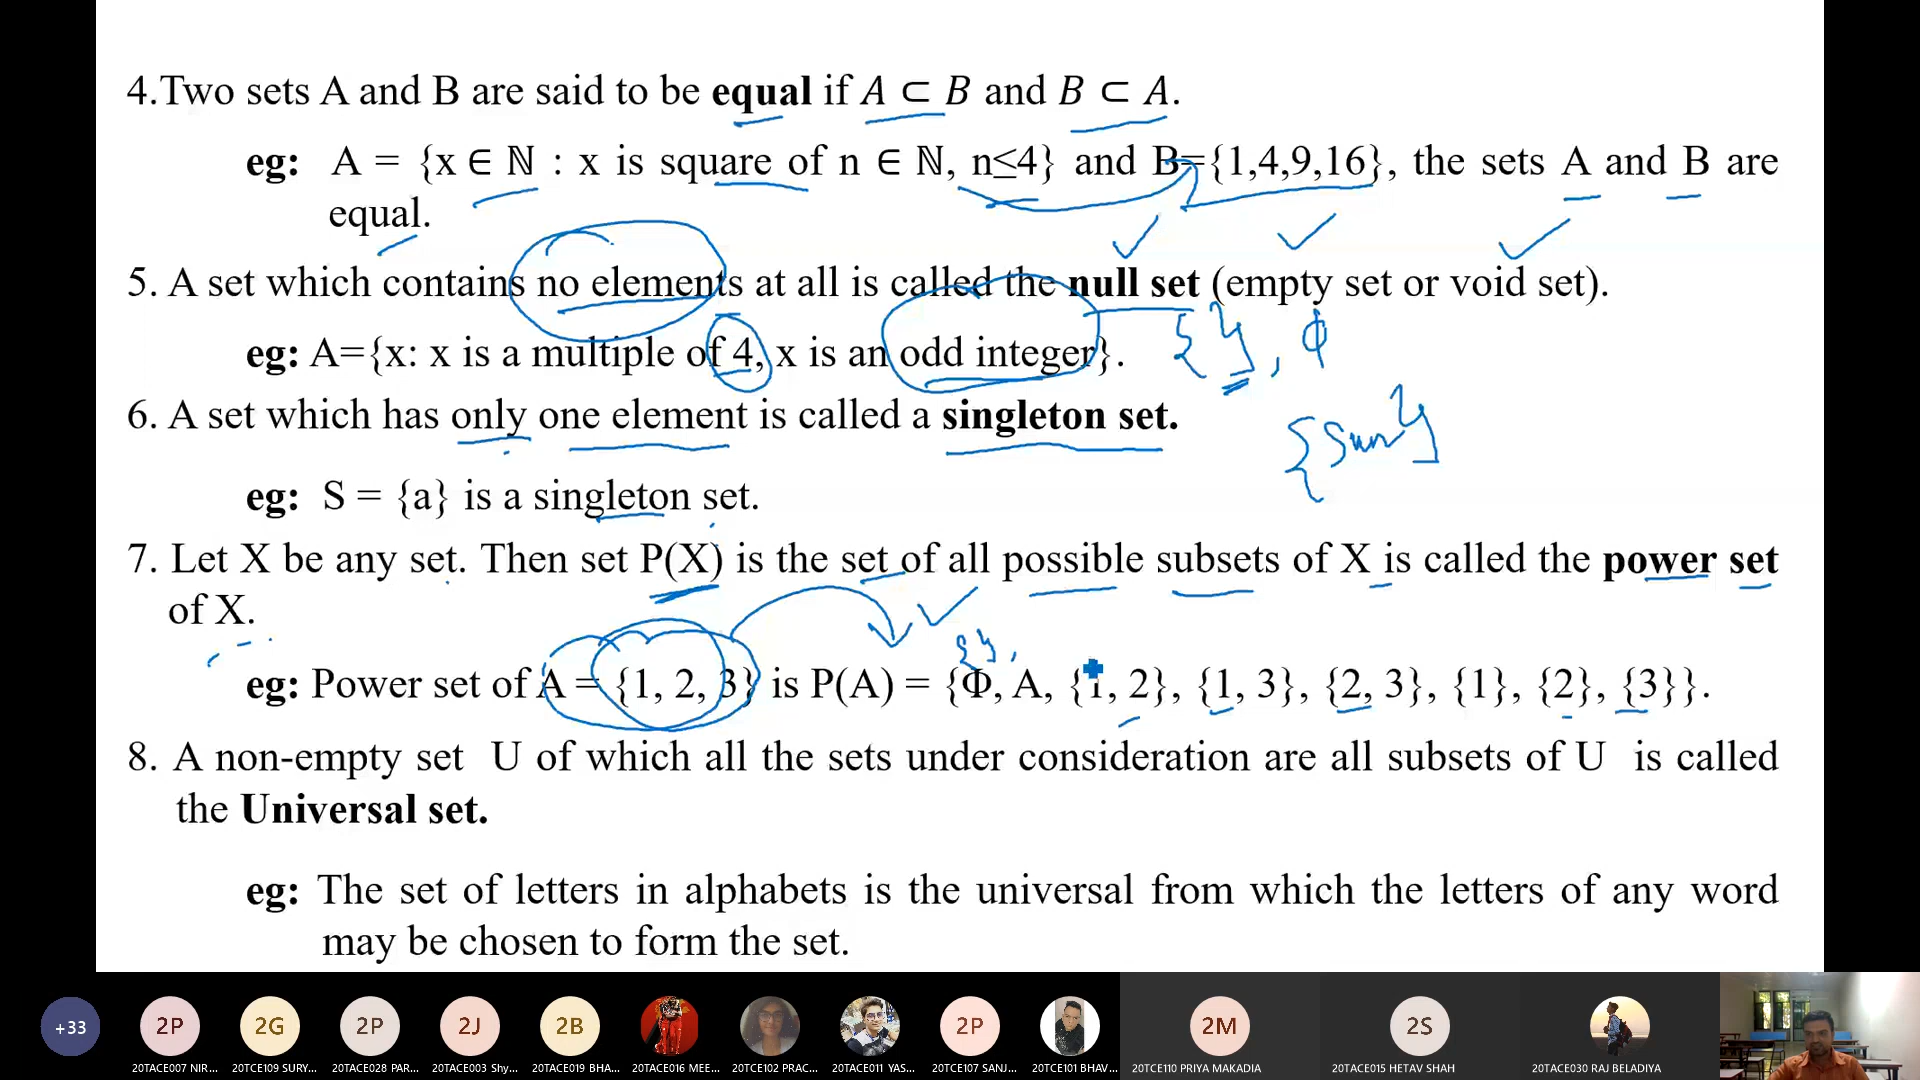 4.Two sets A and B are said to be equal if A ⊂ B and B ⊂ A.
eg: A = {x ∈ ℕ : x is square of n ∈ ℕ, n≤4} and B={1,4,9,16}, the sets A and B are
equal.
5. A set which contains no elements at all is called the null set (empty set or void set).
{ }, ϕ
eg: A={x: x is a multiple of 4, x is an odd integer}.
6. A set which has only one element is called a singleton set.
{sun}
eg: S = {a} is a singleton set.
7. Let X be any set. Then set P(X) is the set of all possible subsets of X is called the power set
of X.
{ },
eg: Power set of A = {1, 2, 3} is P(A) = {Φ, A, {1, 2}, {1, 3}, {2, 3}, {1}, {2}, {3}}.
8. A non-empty set U of which all the sets under consideration are all subsets of U is called
the Universal set.
eg: The set of letters in alphabets is the universal from which the letters of any word
may be chosen to form the set.
+33 2P 2G 2P 2J 2B 2P 2M 2S
20TACE007 NIR... 20TCE109 SURY... 20TACE028 PAR... 20TACE003 Shy... 20TACE019 BHA... 20TACE016 MEE... 20TCE102 PRAC... 20TACE011 YAS... 20TCE107 SANJ... 20TCE101 BHAV... 20TCE110 PRIYA MAKADIA 20TACE015 HETAV SHAH 20TACE030 RAJ BELADIYA